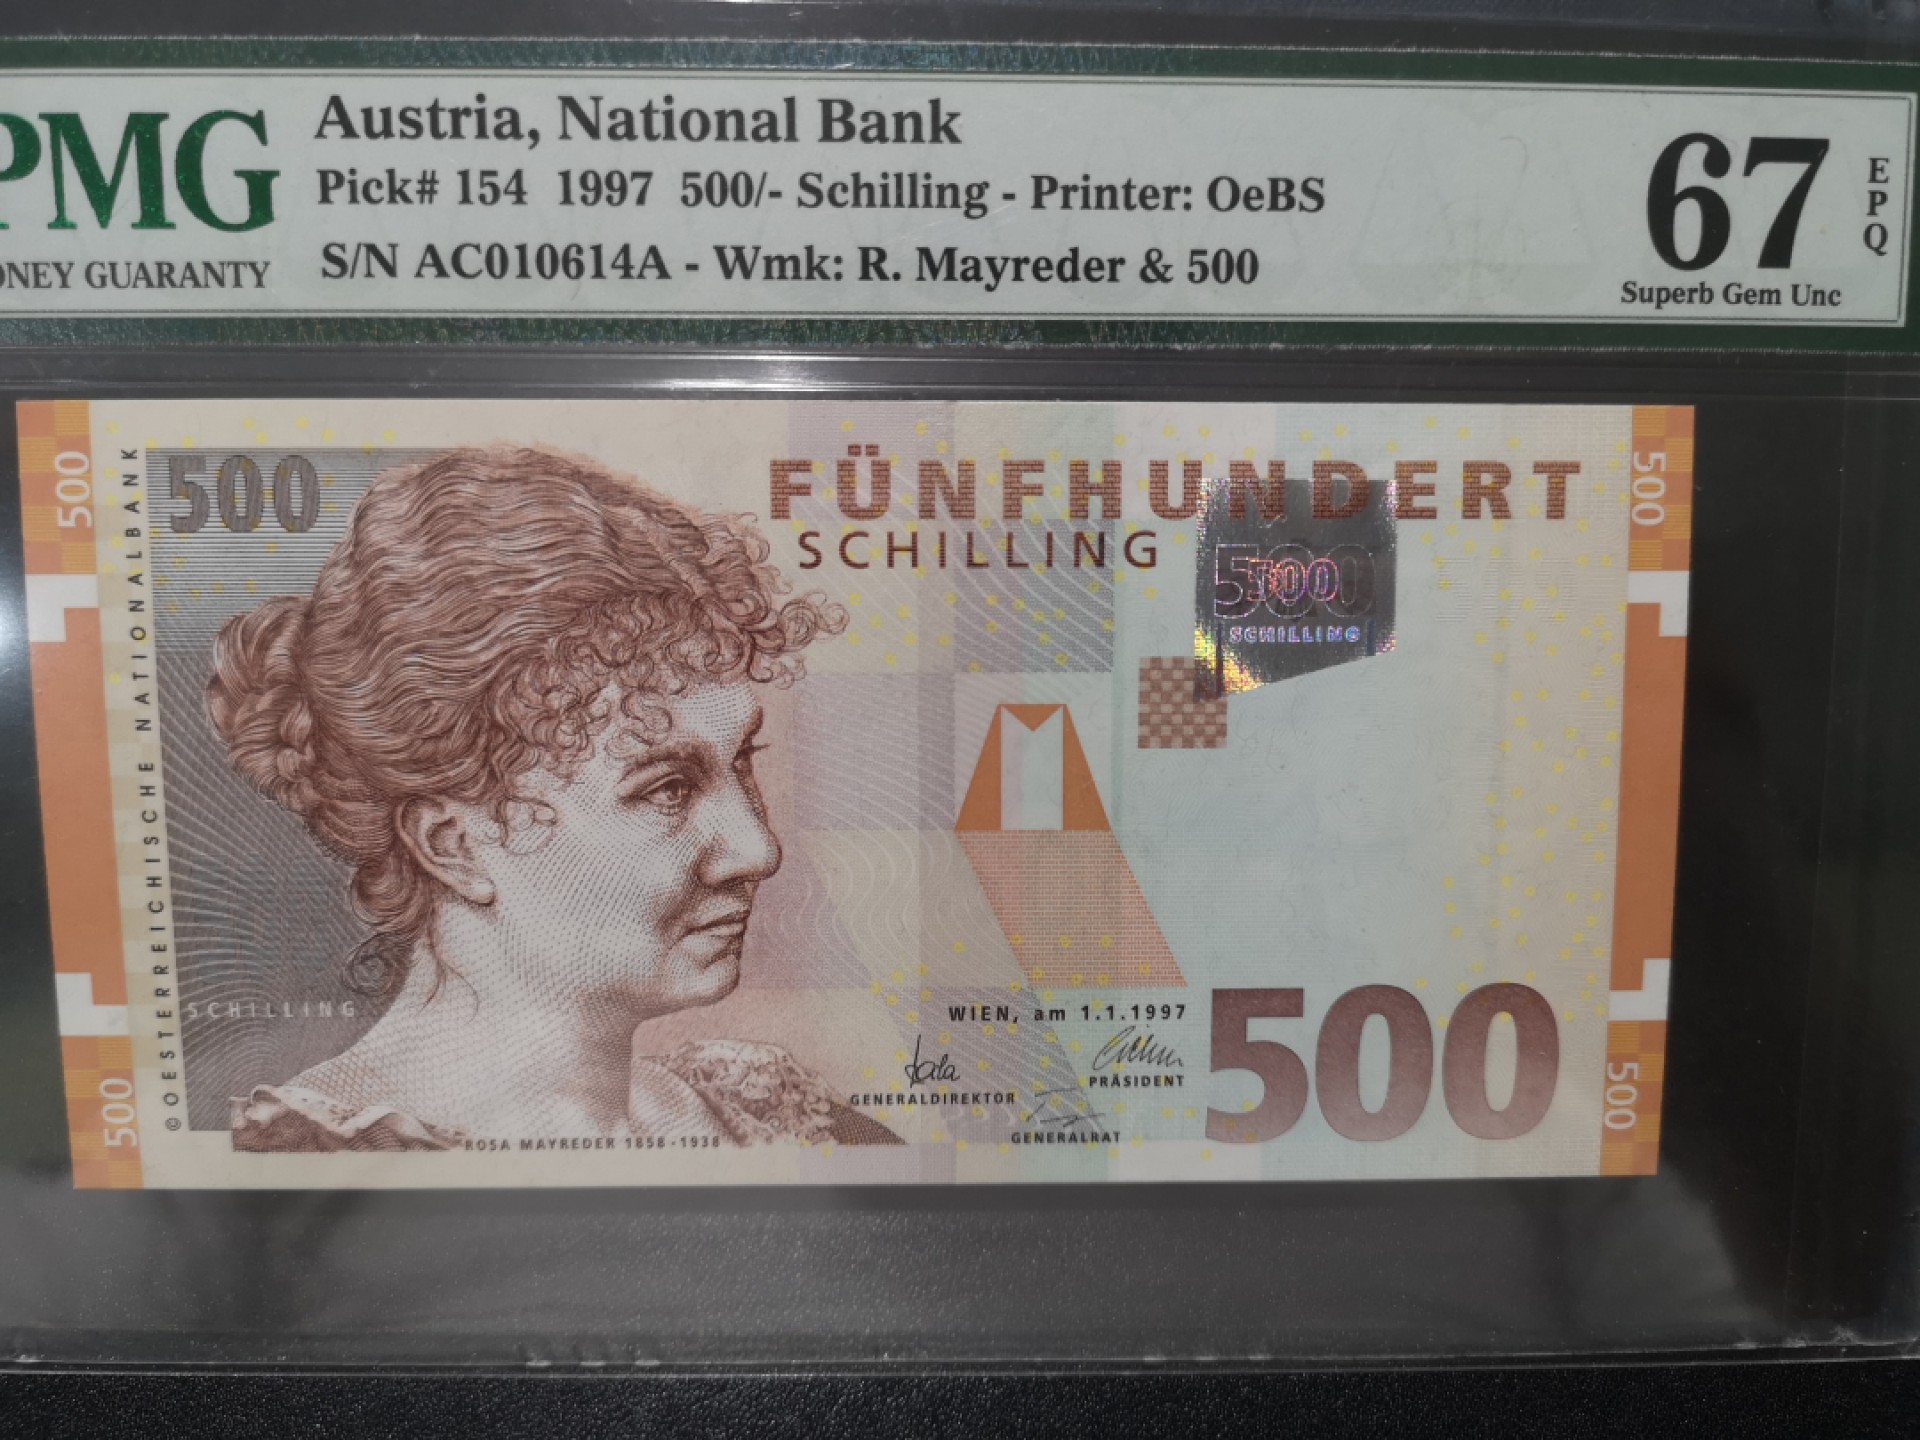 PMG
Austria, National Bank
Pick# 154 1997 500/- Schilling - Printer: OeBS
S/N AC010614A - Wmk: R. Mayreder & 500
GUARANTY
67
EPQ
Superb Gem Unc
500
500
©OESTERREICHISCHE NATIONALBANK
FÜNFHUNDERT
SCHILLING
500
500
SCHILLING
SCHILLING
WIEN, am 1.1.1997
GENERALDIREKTOR
PRÄSIDENT
GENERALRAT
500
ROSA MAYREDER 1858-1938
500
500